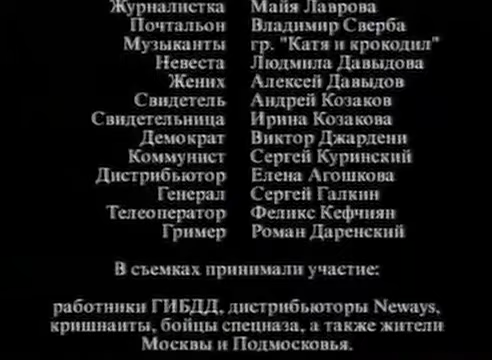 Журналистка Майя Лаврова
Почтальон Владимир Сверба
Музыканты гр. "Катя и крокодил"
Невеста Людмила Давыдова
Жених Алексей Давыдов
Свидетель Андрей Козаков
Свидетельница Ирина Козакова
Демократ Виктор Джардени
Коммунист Сергей Куринский
Дистрибьютор Елена Агошкова
Генерал Сергей Галкин
Телеоператор Феликс Кефчиян
Гример Роман Даренский
В съемках принимали участие:
работники ГИБДД, дистрибьюторы Neways,
кришнаиты, бойцы спецназа, а также жители
Москвы и Подмосковья.